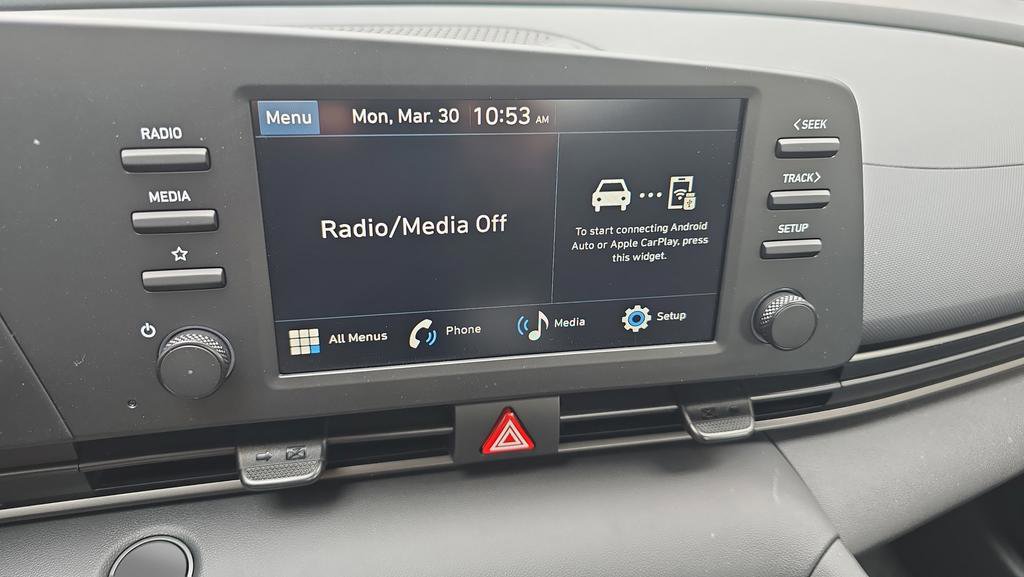 Menu
Mon, Mar. 30
10:53 AM
RADIO
MEDIA
Radio/Media Off
To start connecting Android
Auto or Apple CarPlay, press
this widget.
All Menus
Phone
Media
Setup
<SEEK
TRACK>
SETUP